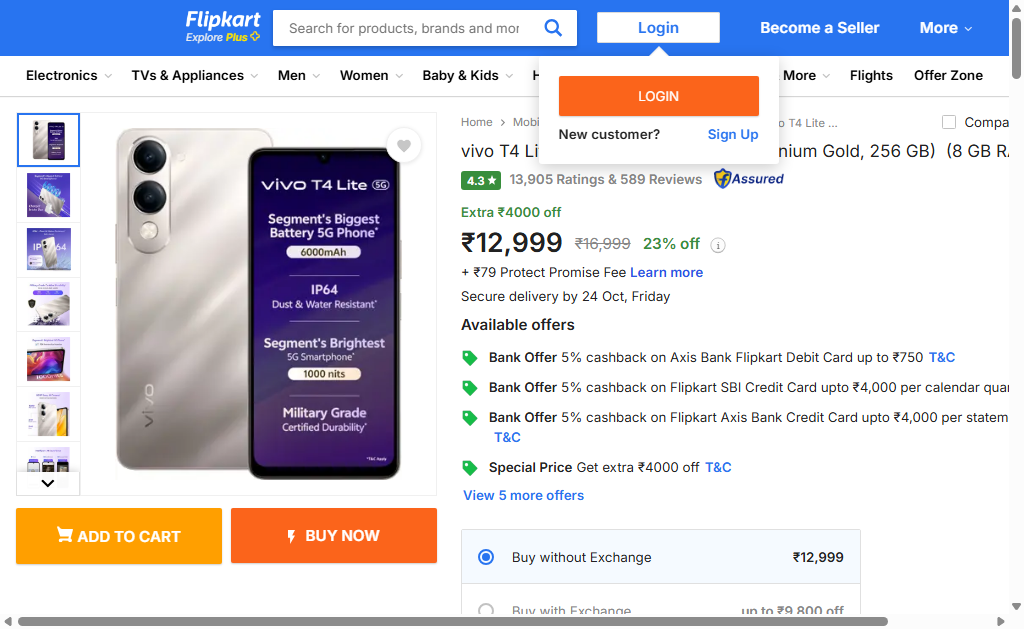 Flipkart
Explore Plus
Search for products, brands and mor
Login
Become a Seller
More
Electronics
TVs & Appliances
Men
Women
Baby & Kids
H
More
Flights
Offer Zone
LOGIN
New customer?
Sign Up
Home
Mobi
o T4 Lite ...
Compa
vivo T4 Li
nium Gold, 256 GB) (8 GB RA
4.3 ★
13,905 Ratings & 589 Reviews
Assured
Extra ₹4000 off
₹12,999 ₹16,999 23% off
+ ₹79 Protect Promise Fee Learn more
Secure delivery by 24 Oct, Friday
Available offers
Bank Offer 5% cashback on Axis Bank Flipkart Debit Card up to ₹750 T&C
Bank Offer 5% cashback on Flipkart SBI Credit Card upto ₹4,000 per calendar quar
Bank Offer 5% cashback on Flipkart Axis Bank Credit Card upto ₹4,000 per statem
T&C
Special Price Get extra ₹4000 off T&C
View 5 more offers
Buy without Exchange ₹12,999
Buy with Exchange up to ₹9,800 off
vivo T4 Lite 5G
Segment's Biggest
Battery 5G Phone*
6000mAh
IP64
Dust & Water Resistant*
Segment's Brightest
5G Smartphone*
1000 nits
Military Grade
Certified Durability*
*T&C Apply
vivo
ADD TO CART
BUY NOW